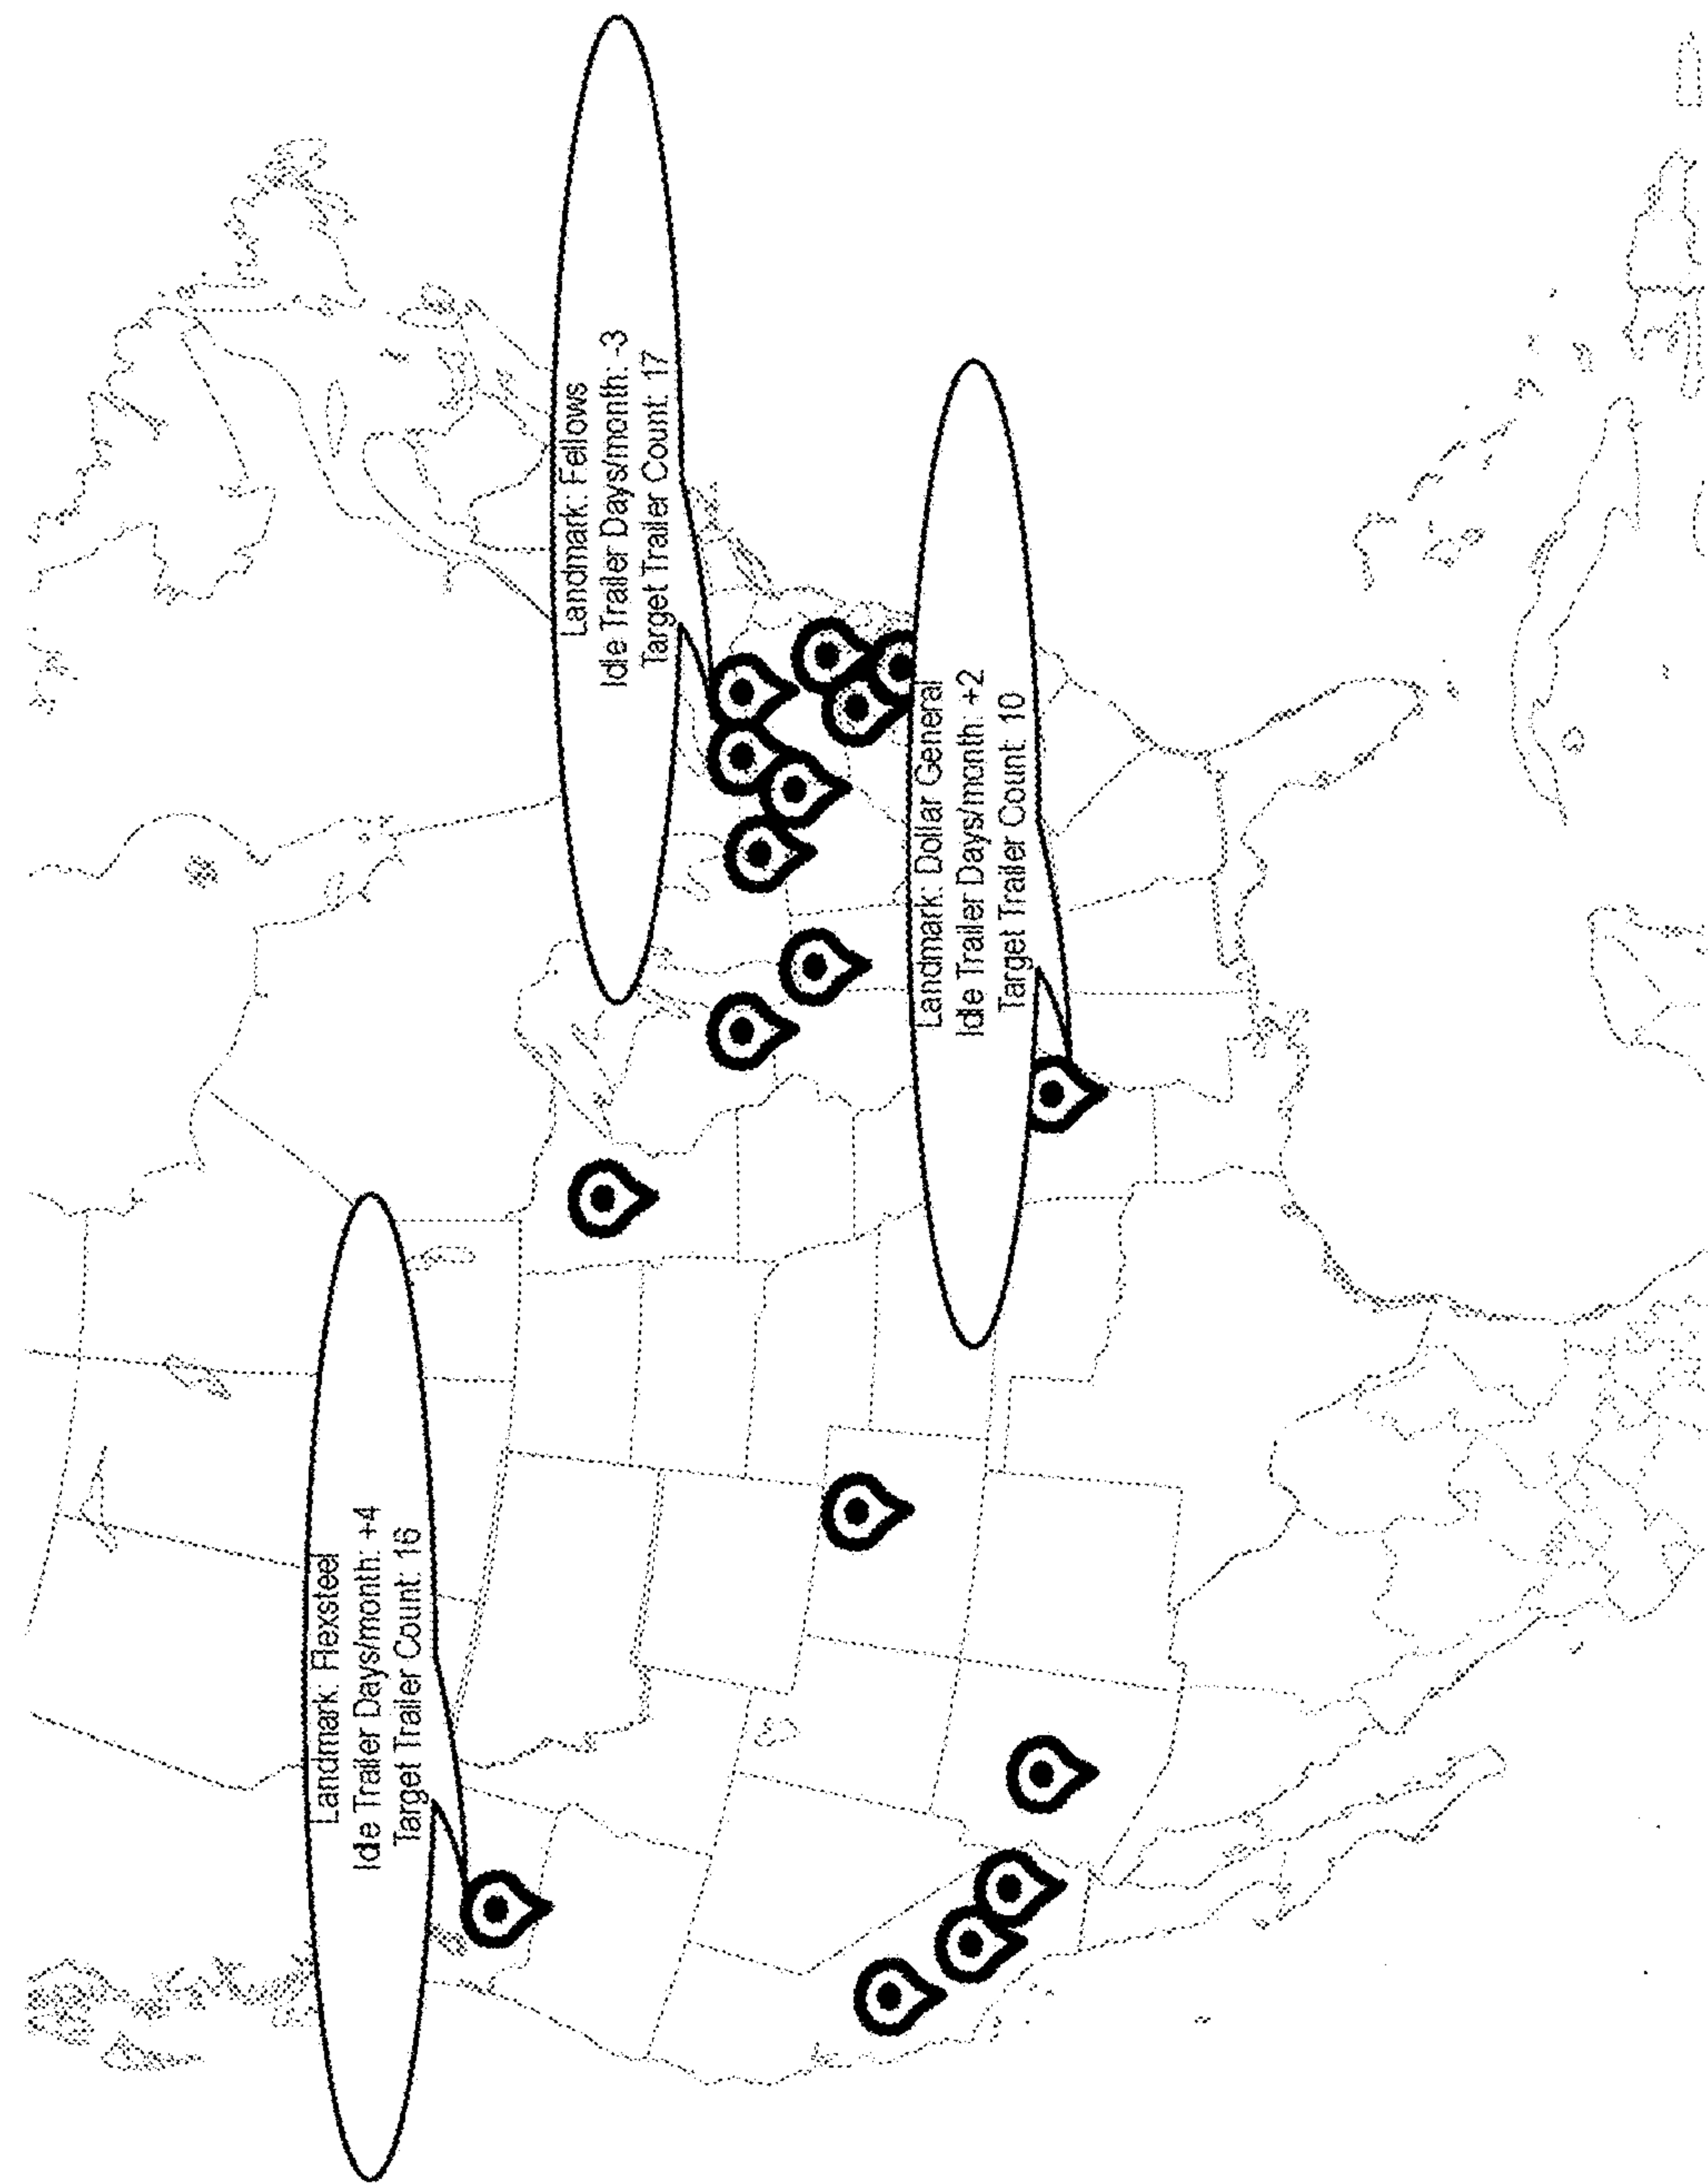 Landmark: Flexsteel
Idle Trailer Days/month: +4
Target Trailer Count: 16
Landmark: Fellows
Idle Trailer Days/month: -3
Target Trailer Count: 17
Landmark: Dollar General
Idle Trailer Days/month: +2
Target Trailer Count: 10